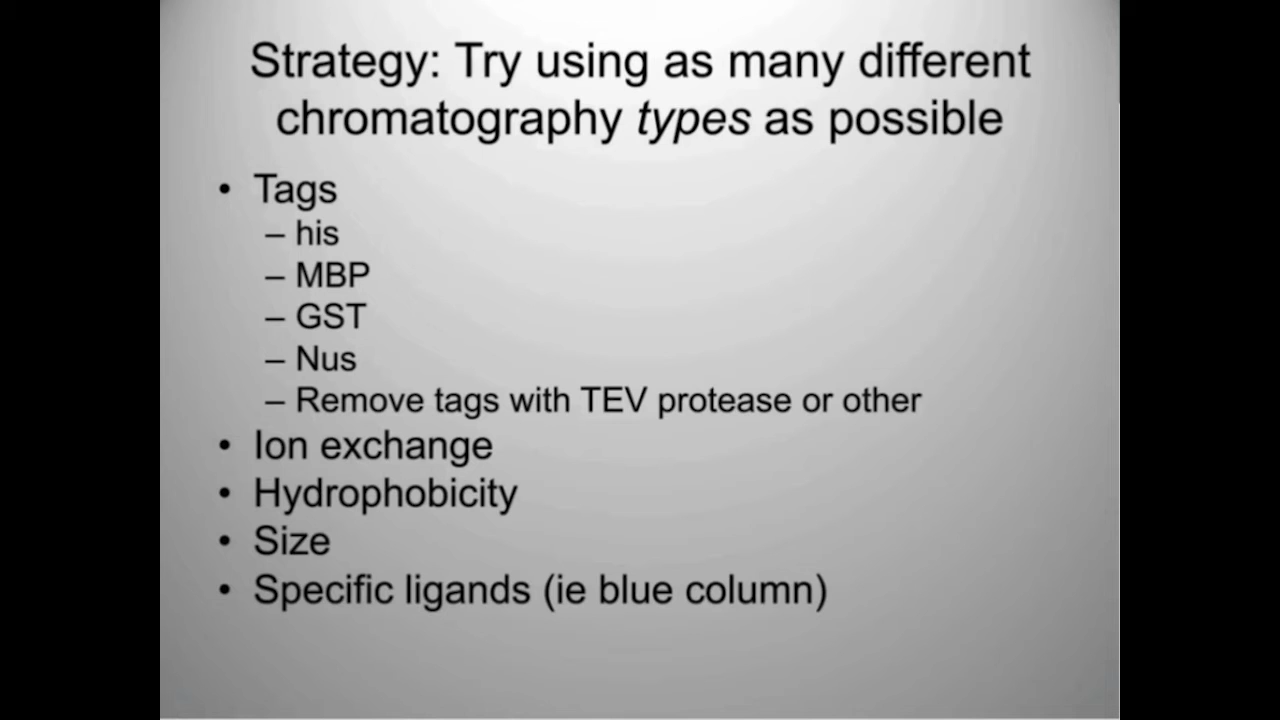 Strategy: Try using as many different
chromatography types as possible
• Tags
– his
– MBP
– GST
– Nus
– Remove tags with TEV protease or other
• Ion exchange
• Hydrophobicity
• Size
• Specific ligands (ie blue column)